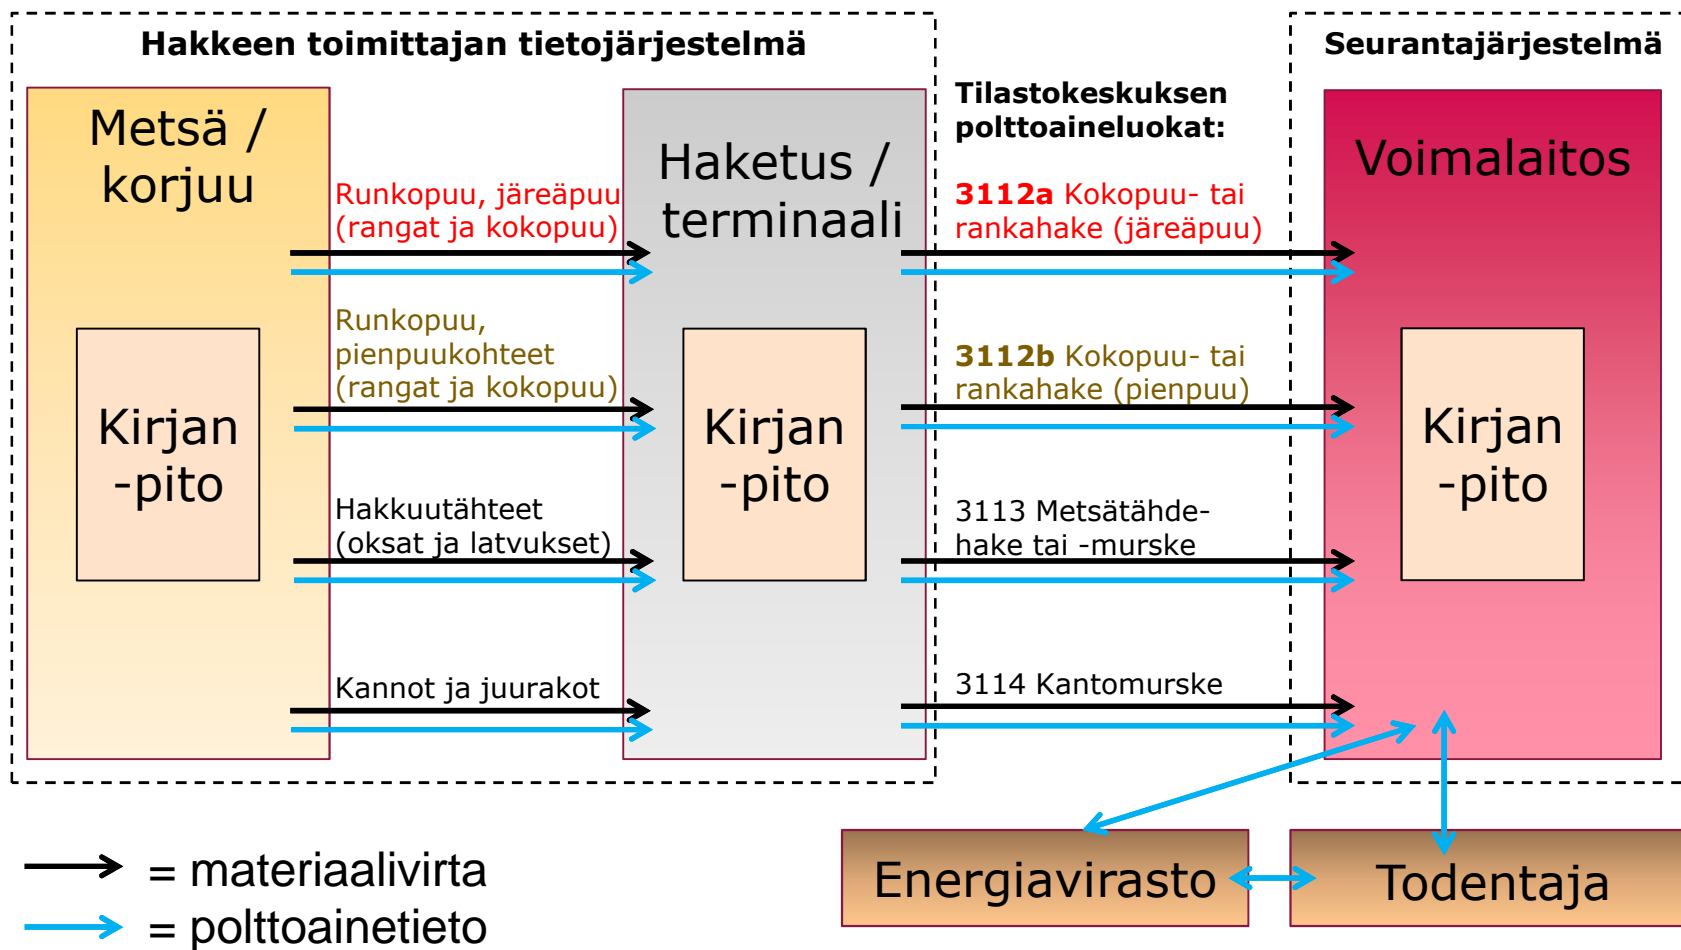 Hakkeen toimittajan tietojärjestelmä
Seurantajärjestelmä
Metsä /
korjuu
Kirjan
-pito
Runkopuu, järeäpuu
(rangat ja kokopuu)
Runkopuu,
pienpuukohteet
(rangat ja kokopuu)
Hakkuutähteet
(oksat ja latvukset)
Kannot ja juurakot
Haketus /
terminaali
Kirjan
-pito
Tilastokeskuksen
polttoaineluokat:
3112a Kokopuu- tai
rankahake (järeäpuu)
3112b Kokopuu- tai
rankahake (pienpuu)
3113 Metsätähde-
hake tai -murske
3114 Kantomurske
Voimalaitos
Kirjan
-pito
Energiavirasto
Todentaja
= materiaalivirta
= polttoainetieto